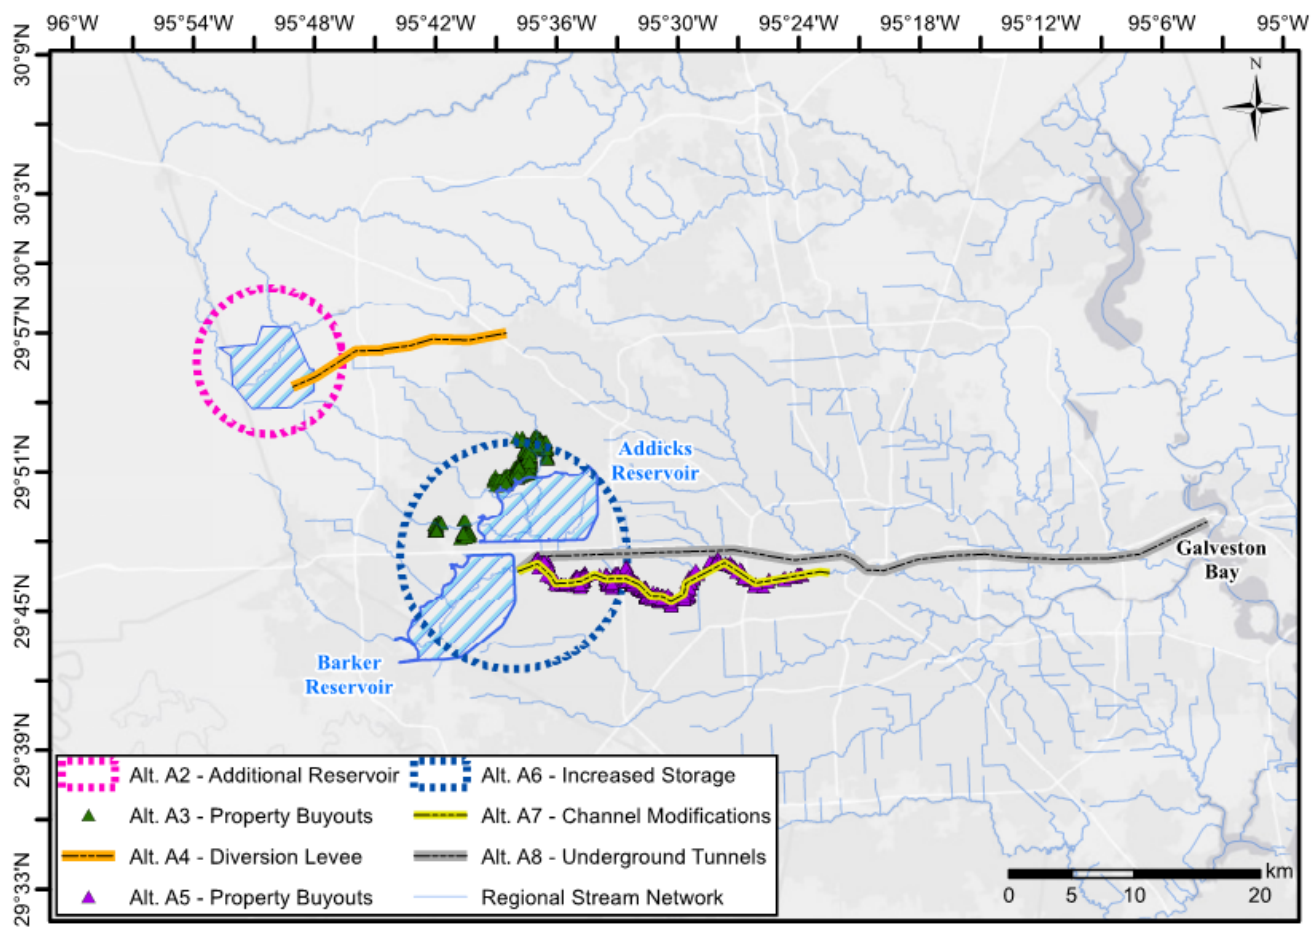 96°W 95°54'W 95°48'W 95°42'W 95°36'W 95°30'W 95°24'W 95°18'W 95°12'W 95°6'W 95°W
30°9'N
30°3'N
30°N
29°57'N
29°51'N
29°45'N
29°39'N
29°33'N
N
Addicks
Reservoir
Galveston
Bay
Barker
Reservoir
Alt. A2 - Additional Reservoir
Alt. A3 - Property Buyouts
Alt. A4 - Diversion Levee
Alt. A5 - Property Buyouts
Alt. A6 - Increased Storage
Alt. A7 - Channel Modifications
Alt. A8 - Underground Tunnels
Regional Stream Network
km
0 5 10 20